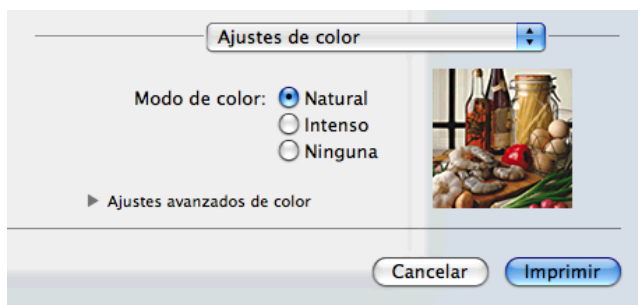 Ajustes de color
Modo de color: Natural
Intenso
Ninguna
Ajustes avanzados de color
Cancelar Imprimir